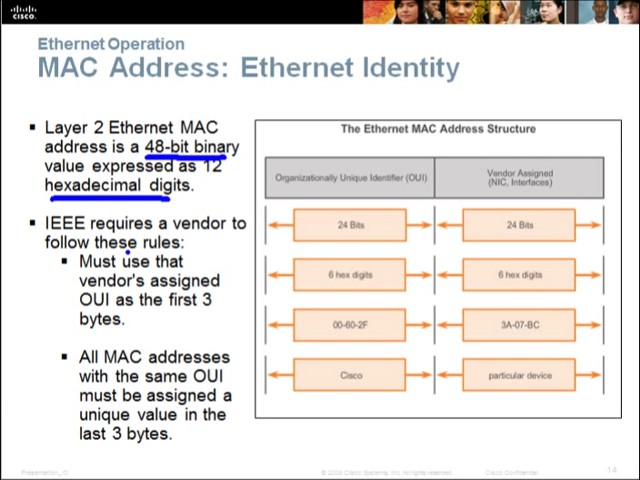 CISCO
Ethernet Operation
MAC Address: Ethernet Identity
▪ Layer 2 Ethernet MAC
address is a 48-bit binary
value expressed as 12
hexadecimal digits.
▪ IEEE requires a vendor to
follow these rules:
▪ Must use that
vendor's assigned
OUI as the first 3
bytes.
▪ All MAC addresses
with the same OUI
must be assigned a
unique value in the
last 3 bytes.
The Ethernet MAC Address Structure
Organizationally Unique Identifier (OUI)
Vendor Assigned
(NIC, Interfaces)
24 Bits
24 Bits
6 hex digits
6 hex digits
00-60-2F
3A-07-BC
Cisco
particular device
Presentation_ID
© 2008 Cisco Systems, Inc. All rights reserved.
Cisco Confidential
14